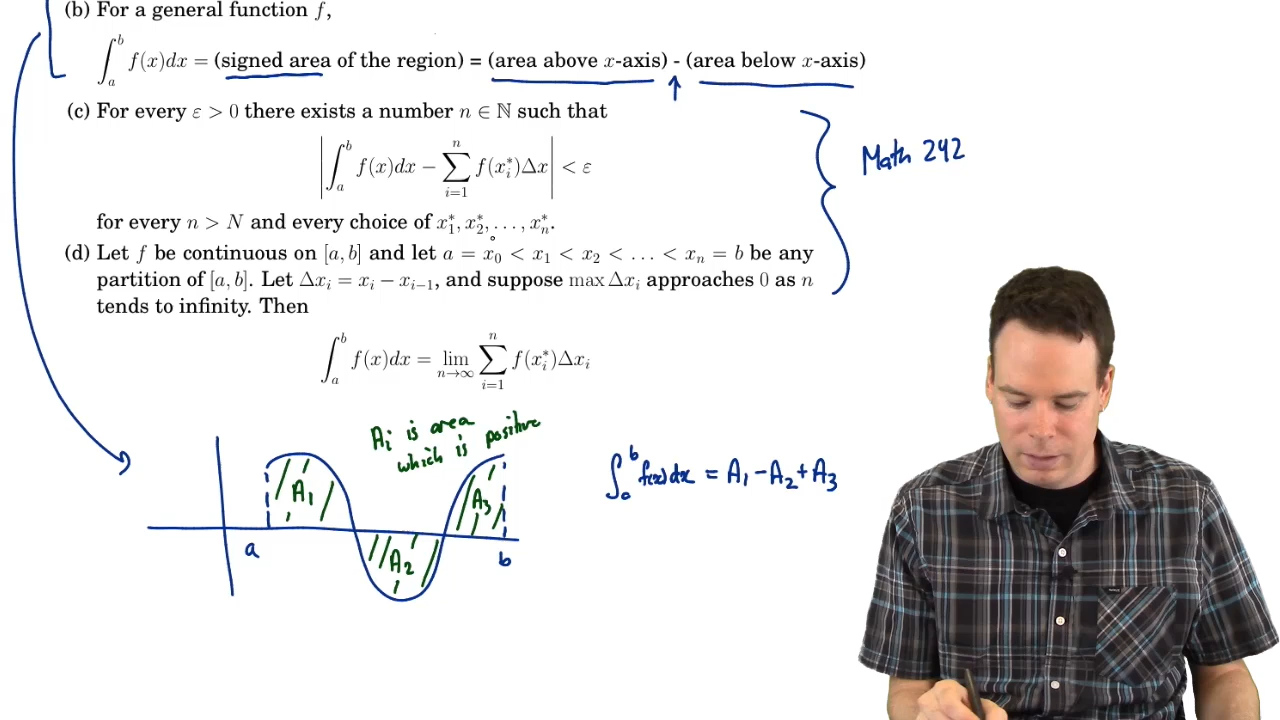 (b) For a general function f,
∫_a^b f(x)dx = (signed area of the region) = (area above x-axis) - (area below x-axis)
(c) For every ε > 0 there exists a number n ∈ ℕ such that
|∫_a^b f(x)dx − ∑_{i=1}^n f(x_i^*)Δx| < ε
Math 242
for every n > N and every choice of x_1^*, x_2^*, . . . , x_n^*.
(d) Let f be continuous on [a, b] and let a = x_0 < x_1 < x_2 < . . . < x_n = b be any
partition of [a, b]. Let Δx_i = x_i − x_{i−1}, and suppose max Δx_i approaches 0 as n
tends to infinity. Then
∫_a^b f(x)dx = lim_{n→∞} ∑_{i=1}^n f(x_i^*)Δx_i
A_i is area
which is positive
∫_a^b f(x)dx = A_1 - A_2 + A_3
A_1
A_3
A_2
a
b